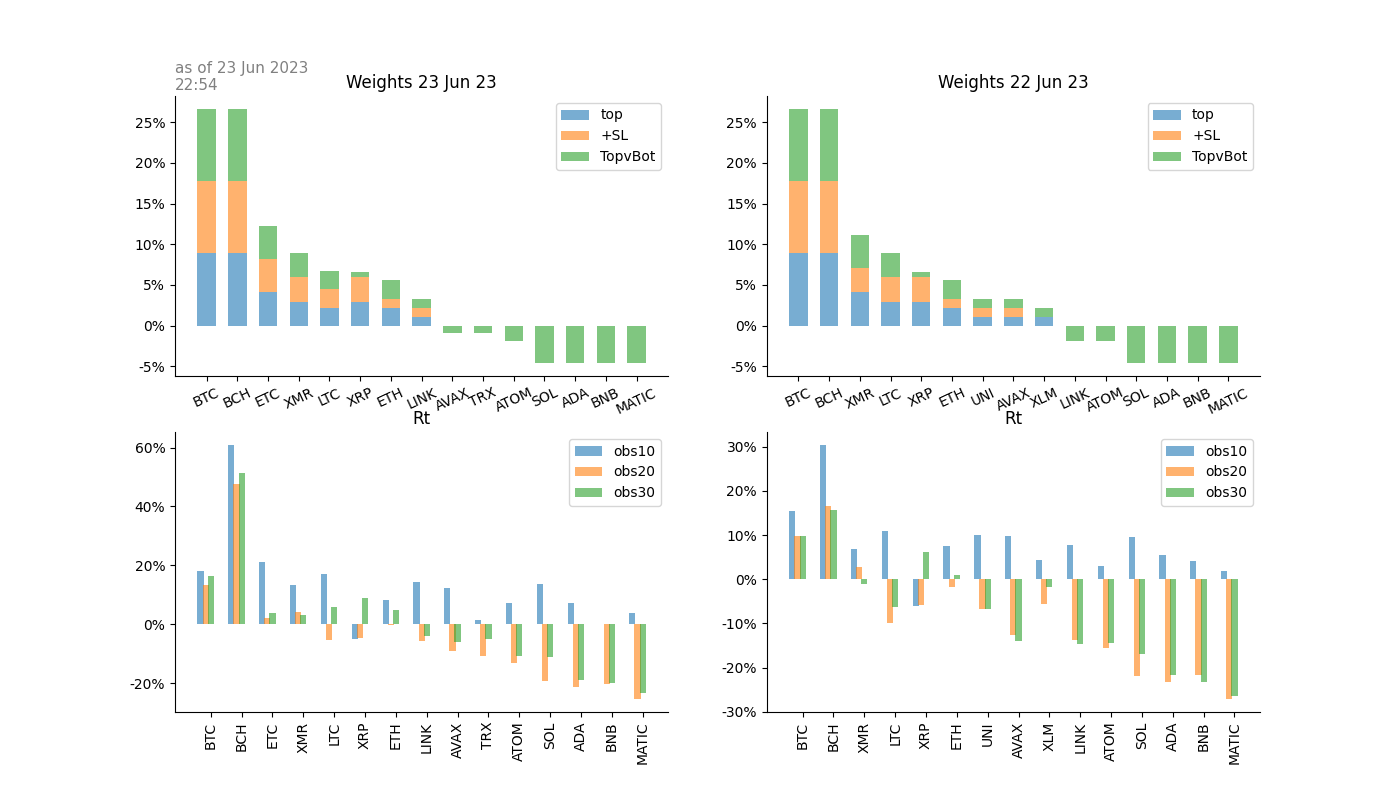 as of 23 Jun 2023
22:54
Weights 23 Jun 23
25%
20%
15%
10%
5%
0%
-5%
top
+SL
TopvBot
BTC BCH ETC XMR LTC XRP ETH LINK AVAX TRX ATOM SOL ADA BNB MATIC
Weights 22 Jun 23
25%
20%
15%
10%
5%
0%
-5%
top
+SL
TopvBot
BTC BCH XMR LTC XRP ETH UNI AVAX XLM LINK ATOM SOL ADA BNB MATIC
Rt
60%
40%
20%
0%
-20%
obs10
obs20
obs30
BTC BCH ETC XMR LTC XRP ETH LINK AVAX TRX ATOM SOL ADA BNB MATIC
Rt
30%
20%
10%
0%
-10%
-20%
-30%
obs10
obs20
obs30
BTC BCH XMR LTC XRP ETH UNI AVAX XLM LINK ATOM SOL ADA BNB MATIC